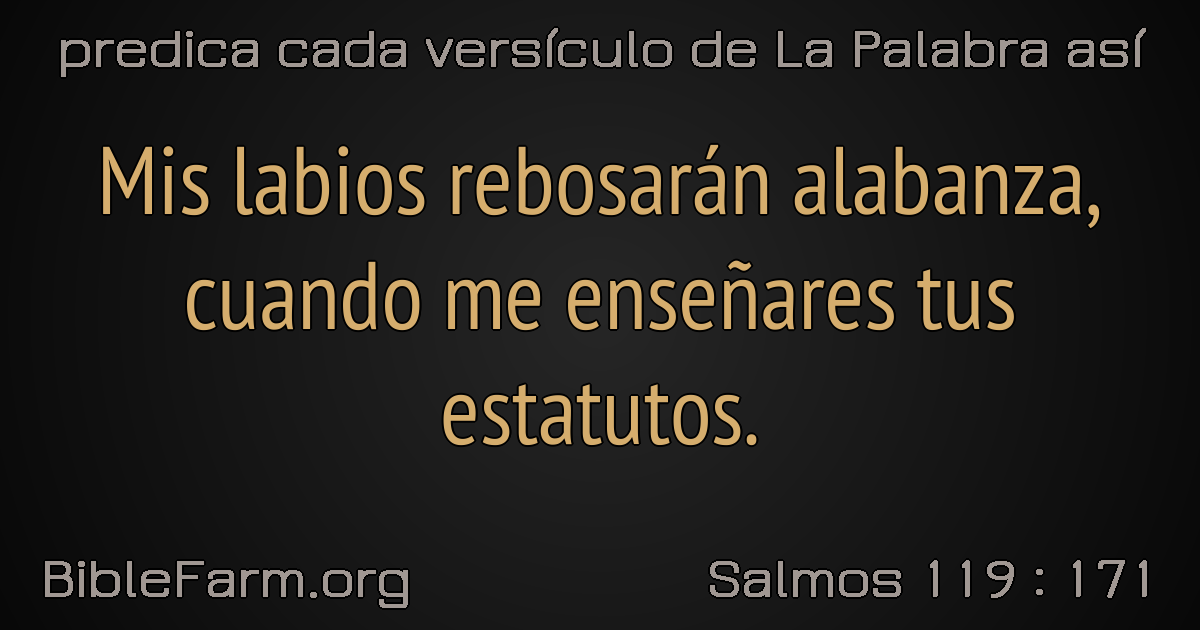 predica cada versículo de La Palabra así
Mis labios rebosarán alabanza,
cuando me enseñares tus
estatutos.
BibleFarm.org
Salmos 119 : 171